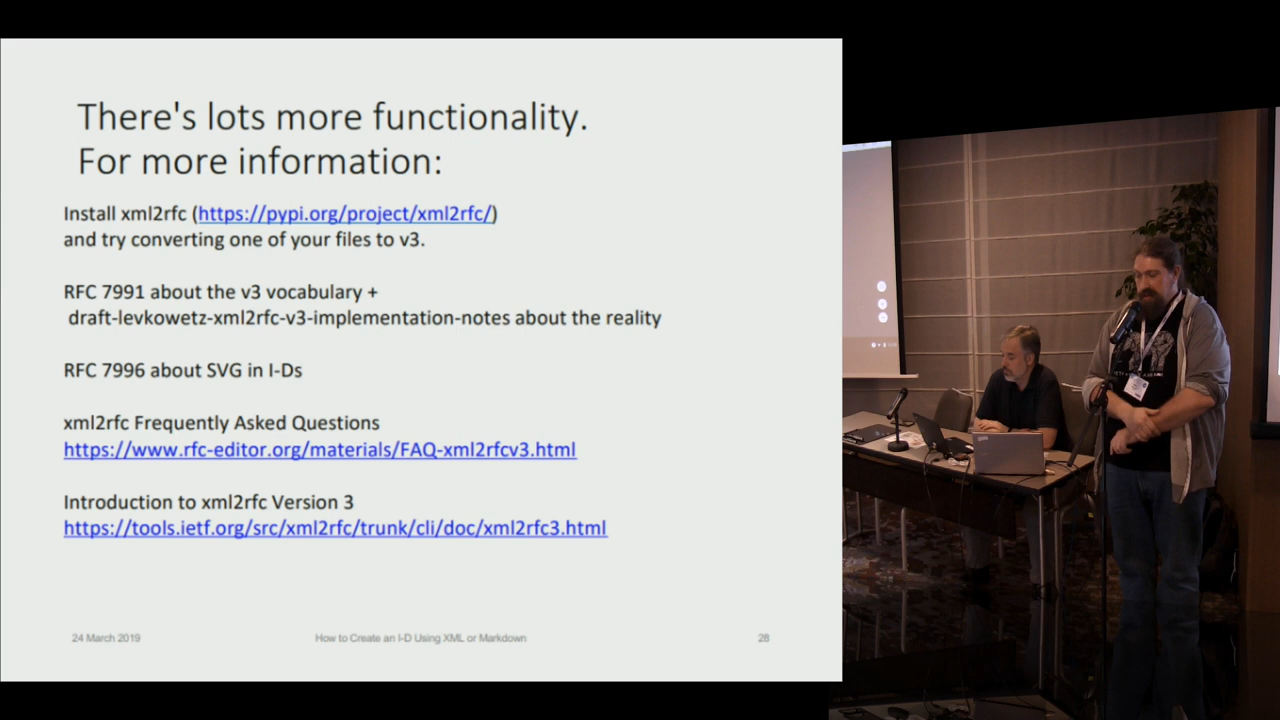 There's lots more functionality.
For more information:
Install xml2rfc (https://pypi.org/project/xml2rfc/)
and try converting one of your files to v3.
RFC 7991 about the v3 vocabulary +
draft-levkowetz-xml2rfc-v3-implementation-notes about the reality
RFC 7996 about SVG in I-Ds
xml2rfc Frequently Asked Questions
https://www.rfc-editor.org/materials/FAQ-xml2rfcv3.html
Introduction to xml2rfc Version 3
https://tools.ietf.org/src/xml2rfc/trunk/cli/doc/xml2rfc3.html
24 March 2019
How to Create an I-D Using XML or Markdown
28